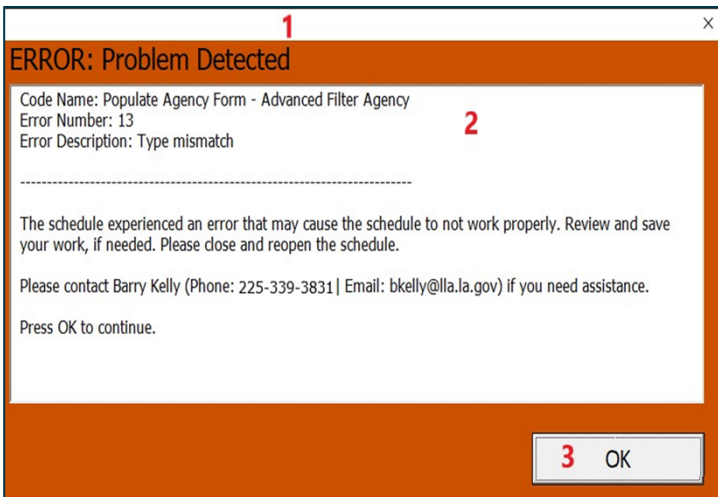 1
X
ERROR: Problem Detected
Code Name: Populate Agency Form - Advanced Filter Agency
Error Number: 13
2
Error Description: Type mismatch
--------------------------------------------------------------------------
The schedule experienced an error that may cause the schedule to not work properly. Review and save
your work, if needed. Please close and reopen the schedule.
Please contact Barry Kelly (Phone: 225-339-3831| Email: bkelly@lla.la.gov) if you need assistance.
Press OK to continue.
3 OK